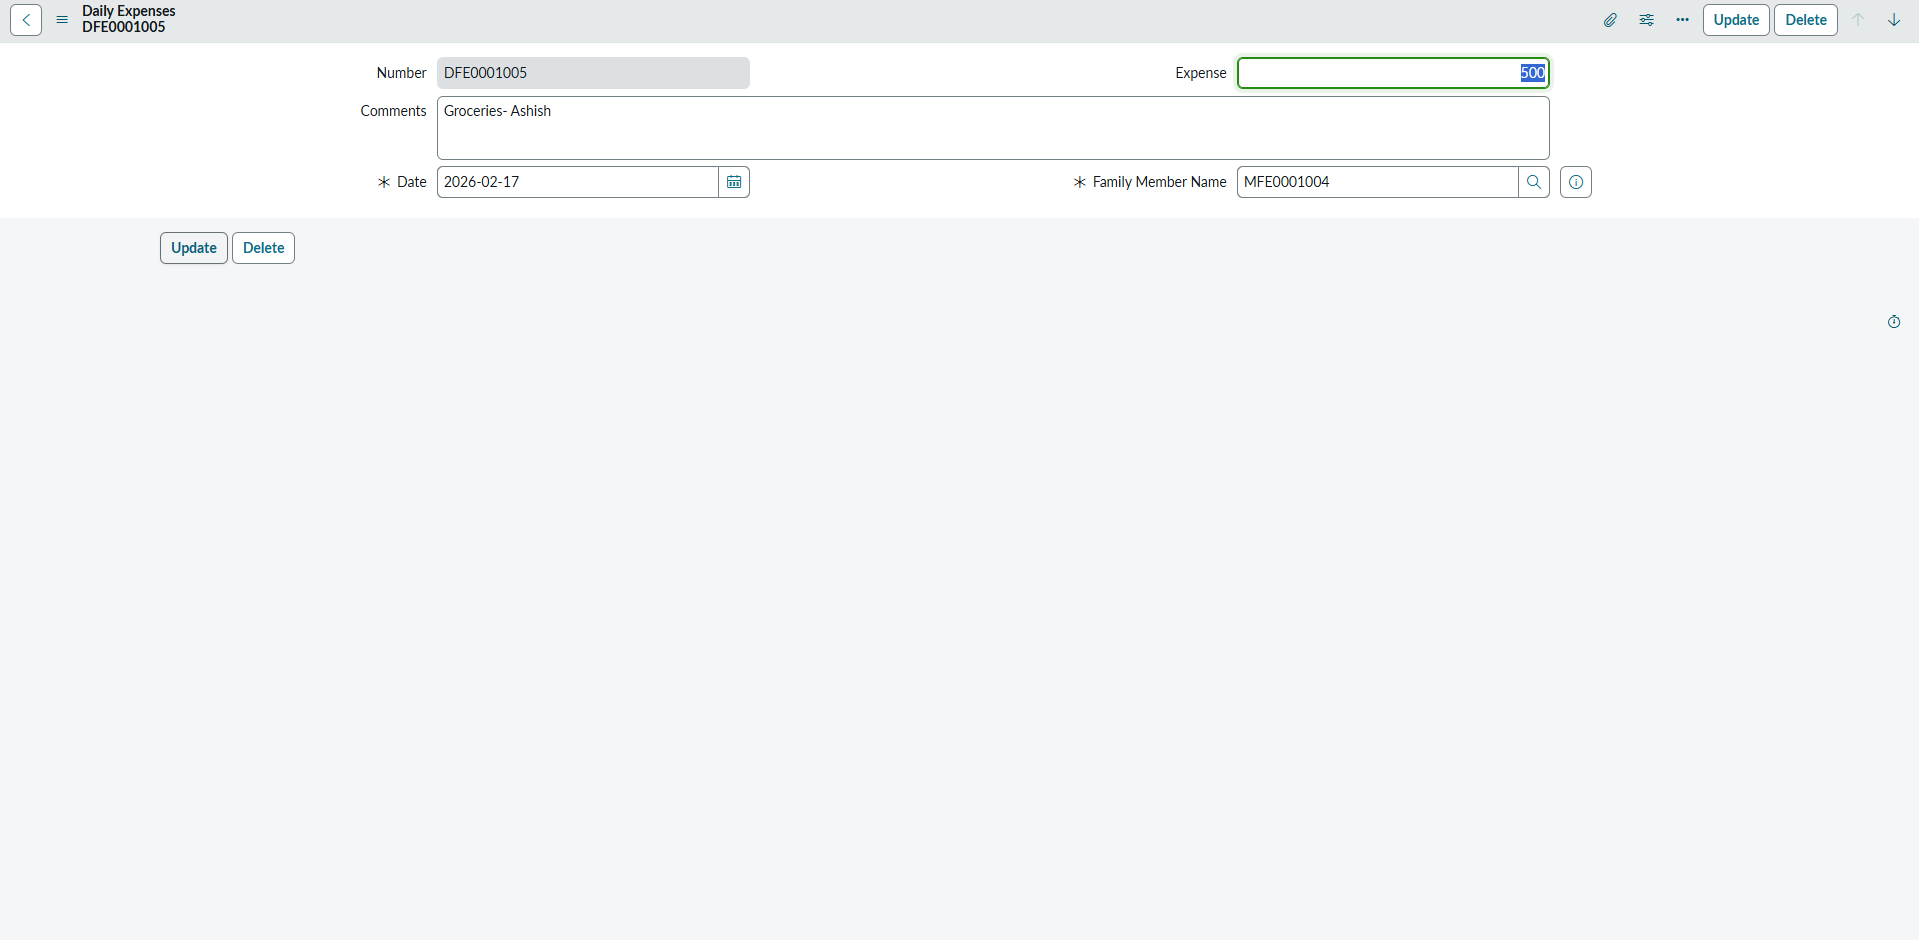 Daily Expenses
DFE0001005
Update
Delete
Number
DFE0001005
Expense
500
Comments
Groceries- Ashish
Date
2026-02-17
Family Member Name
MFE0001004
Update
Delete